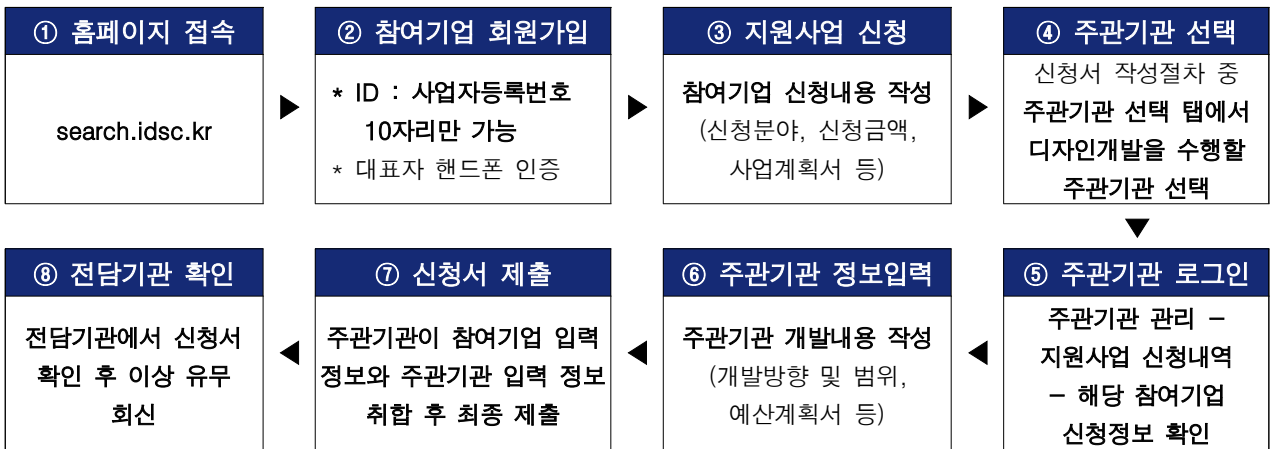 ① 홈페이지 접속
search.idsc.kr
② 참여기업 회원가입
* ID : 사업자등록번호
10자리만 가능
* 대표자 핸드폰 인증
③ 지원사업 신청
참여기업 신청내용 작성
(신청분야, 신청금액,
사업계획서 등)
④ 주관기관 선택
신청서 작성절차 중
주관기관 선택 탭에서
디자인개발을 수행할
주관기관 선택
⑤ 주관기관 로그인
주관기관 관리 –
지원사업 신청내역
– 해당 참여기업
신청정보 확인
⑥ 주관기관 정보입력
주관기관 개발내용 작성
(개발방향 및 범위,
예산계획서 등)
⑦ 신청서 제출
주관기관이 참여기업 입력
정보와 주관기관 입력 정보
취합 후 최종 제출
⑧ 전담기관 확인
전담기관에서 신청서
확인 후 이상 유무
회신